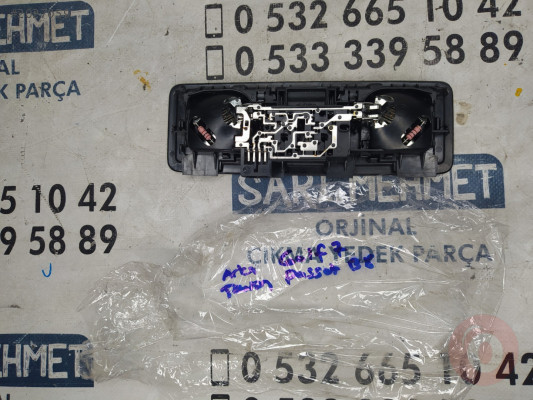 MEHMET
0 532 665 10 42
0 533 339 58 89
JİNAL
EDEK PARÇA
SARI MEHMET
5 10 42
9 58 89
ORJİNAL
ÇIKMA YEDEK PARÇA
Golf 7
Arka Passat B8
Tavan
MEHMET
0 532 665 10 42